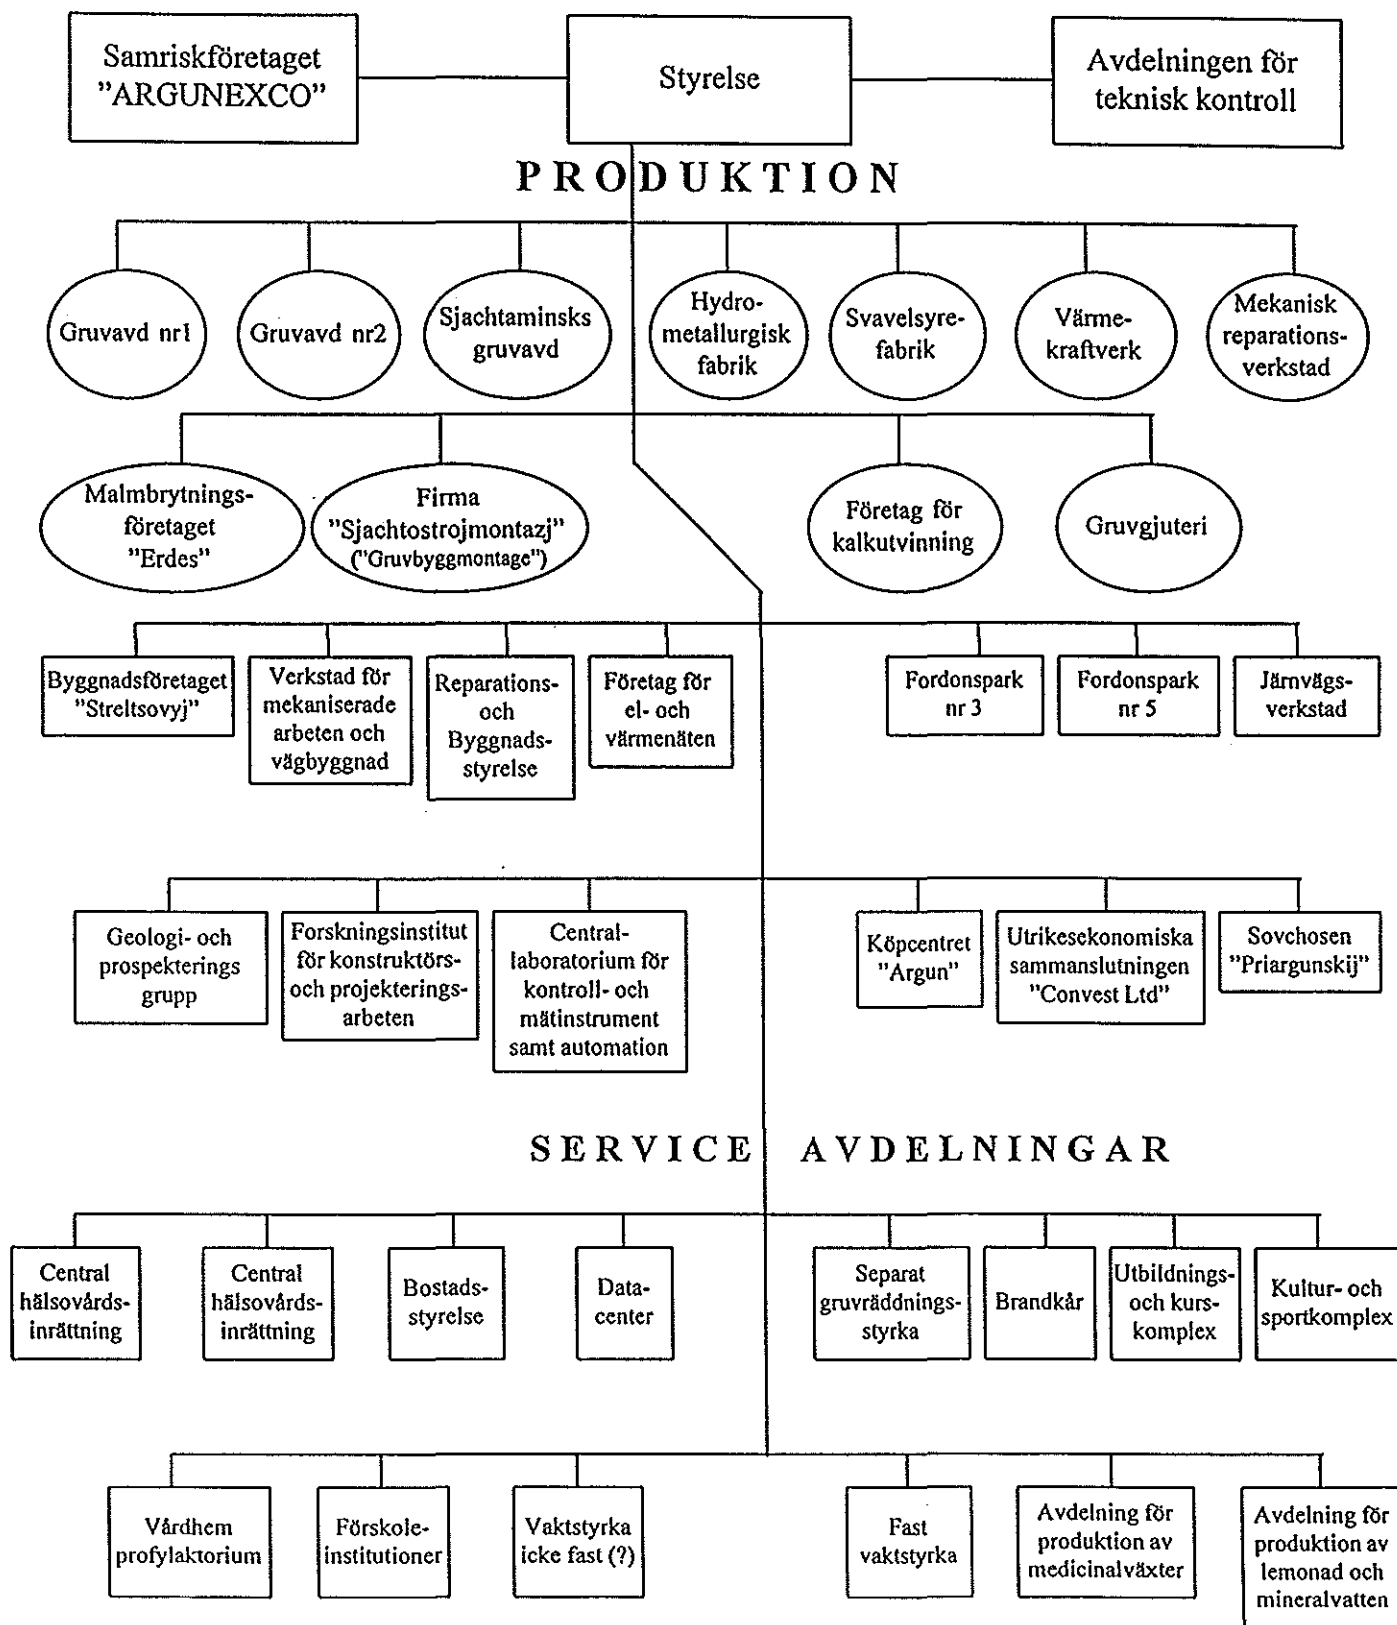 Samriskföretaget
"ARGUNEXCO"
Styrelse
Avdelningen för
teknisk kontroll
PRODUKTION
Gruvavd nr1
Gruvavd nr2
Sjachtaminsks
gruvavd
Hydro-
metallurgisk
fabrik
Svavelsyre-
fabrik
Värme-
kraftverk
Mekanisk
reparations-
verkstad
Malmbrytnings-
företaget
"Erdes"
Firma
"Sjachtostrojmontazj"
("Gruvbyggmontage")
Företag för
kalkutvinning
Gruvgjuteri
Byggnadsföretaget
"Streltsovyj"
Verkstad för
mekaniserade
arbeten och
vägbyggnad
Reparations-
och
Byggnads-
styrelse
Företag för
el- och
värmenäten
Fordonspark
nr 3
Fordonspark
nr 5
Järnvägs-
verkstad
Geologi- och
prospekterings
grupp
Forskningsinstitut
för konstruktörs-
och projekterings-
arbeten
Central-
laboratorium för
kontroll- och
mätinstrument
samt automation
Köpcentret
"Argun"
Utrikesekonomiska
sammanslutningen
"Convest Ltd"
Sovchosen
"Priargunskij"
SERVICE AVDELNINGAR
Central
hälsovårds-
inrättning
Central
hälsovårds-
inrättning
Bostads-
styrelse
Data-
center
Separat
gruvräddnings-
styrka
Brandkår
Utbildnings-
och kurs-
komplex
Kultur- och
sportkomplex
Vårdhem
profylaktorium
Förskole-
institutioner
Vaktstyrka
icke fast (?)
Fast
vaktstyrka
Avdelning för
produktion av
medicinalväxter
Avdelning för
produktion av
lemonad och
mineralvatten